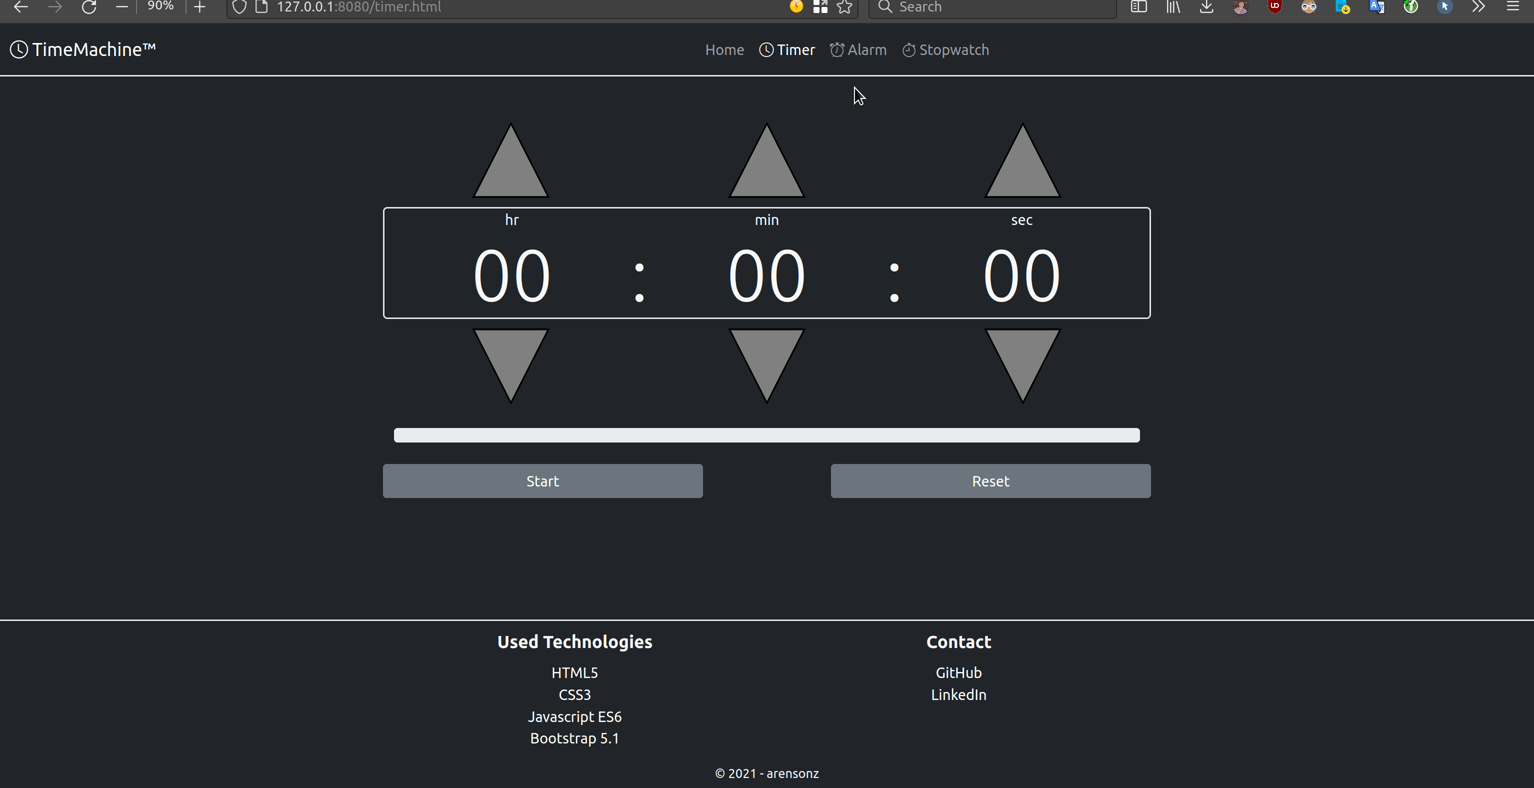 90%
127.0.0.1:8080/timer.html
Search
TimeMachine™
Home Timer Alarm Stopwatch
hr min sec
00 : 00 : 00
Start Reset
Used Technologies
HTML5
CSS3
Javascript ES6
Bootstrap 5.1
Contact
GitHub
LinkedIn
© 2021 - arensonz